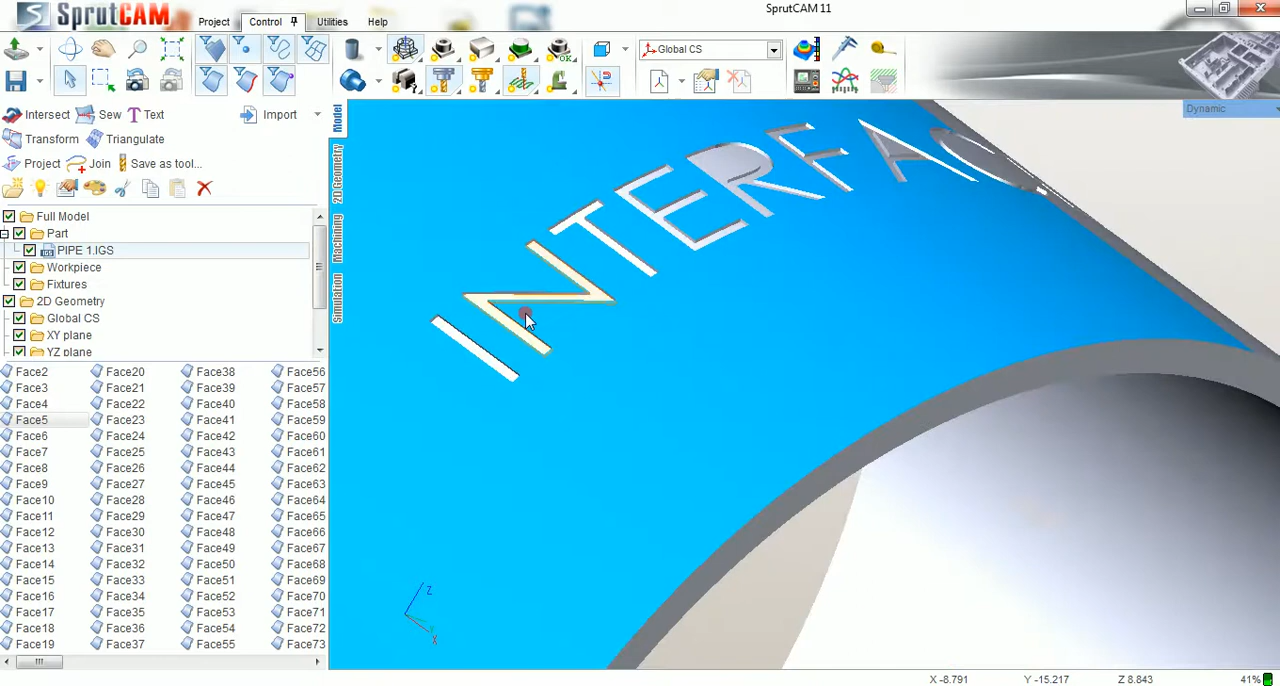 SprutCAM
Project Control Utilities Help
SprutCAM 11
Global CS
OK
Intersect Sew Text Import
Transform Triangulate
Project Join Save as tool...
Full Model
Part
PIPE 1.IGS
Workpiece
Fixtures
2D Geometry
Global CS
XY plane
YZ plane
Face2 Face20 Face38 Face56
Face3 Face21 Face39 Face57
Face4 Face22 Face40 Face58
Face5 Face23 Face41 Face59
Face6 Face24 Face42 Face60
Face7 Face25 Face43 Face61
Face8 Face26 Face44 Face62
Face9 Face27 Face45 Face63
Face10 Face28 Face46 Face64
Face11 Face29 Face47 Face65
Face12 Face30 Face48 Face66
Face13 Face31 Face49 Face67
Face14 Face32 Face50 Face68
Face15 Face33 Face51 Face69
Face16 Face34 Face52 Face70
Face17 Face35 Face53 Face71
Face18 Face36 Face54 Face72
Face19 Face37 Face55 Face73
Model
2D Geometry
Machining
Simulation
Dynamic
INTERFAC
Z
X
X -8.791 Y -15.217 Z 8.843 41%